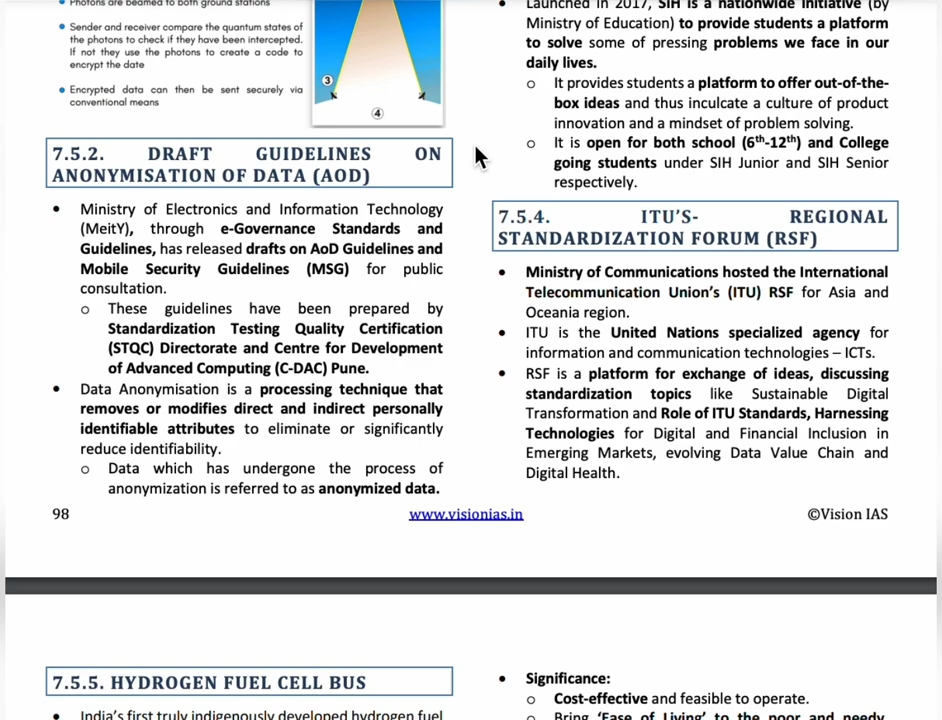 Photons are beamed to both ground stations
• Sender and receiver compare the quantum states of
the photons to check if they have been intercepted.
If not they use the photons to create a code to
encrypt the date
• Encrypted data can then be sent securely via
conventional means
3
4
7.5.2. DRAFT GUIDELINES ON
ANONYMISATION OF DATA (AOD)
• Ministry of Electronics and Information Technology
(MeitY), through e-Governance Standards and
Guidelines, has released drafts on AoD Guidelines and
Mobile Security Guidelines (MSG) for public
consultation.
o These guidelines have been prepared by
Standardization Testing Quality Certification
(STQC) Directorate and Centre for Development
of Advanced Computing (C-DAC) Pune.
• Data Anonymisation is a processing technique that
removes or modifies direct and indirect personally
identifiable attributes to eliminate or significantly
reduce identifiability.
o Data which has undergone the process of
anonymization is referred to as anonymized data.
• Launched in 2017, SIH is a nationwide initiative (by
Ministry of Education) to provide students a platform
to solve some of pressing problems we face in our
daily lives.
o It provides students a platform to offer out-of-the-
box ideas and thus inculcate a culture of product
innovation and a mindset of problem solving.
o It is open for both school (6th-12th) and College
going students under SIH Junior and SIH Senior
respectively.
7.5.4. ITU'S- REGIONAL
STANDARDIZATION FORUM (RSF)
• Ministry of Communications hosted the International
Telecommunication Union's (ITU) RSF for Asia and
Oceania region.
• ITU is the United Nations specialized agency for
information and communication technologies – ICTs.
• RSF is a platform for exchange of ideas, discussing
standardization topics like Sustainable Digital
Transformation and Role of ITU Standards, Harnessing
Technologies for Digital and Financial Inclusion in
Emerging Markets, evolving Data Value Chain and
Digital Health.
98 www.visionias.in ©Vision IAS
7.5.5. HYDROGEN FUEL CELL BUS
• India's first truly indigenously developed hydrogen fuel
• Significance:
o Cost-effective and feasible to operate.
o Bring 'Ease of Living' to the poor and needy,